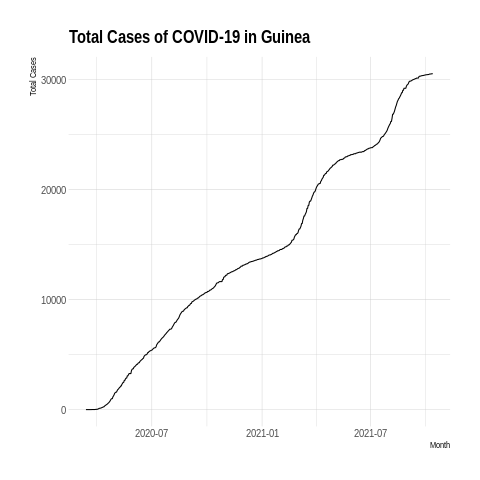 Total Cases of COVID-19 in Guinea
Total Cases
30000
20000
10000
0
2020-07
2021-01
2021-07
Month